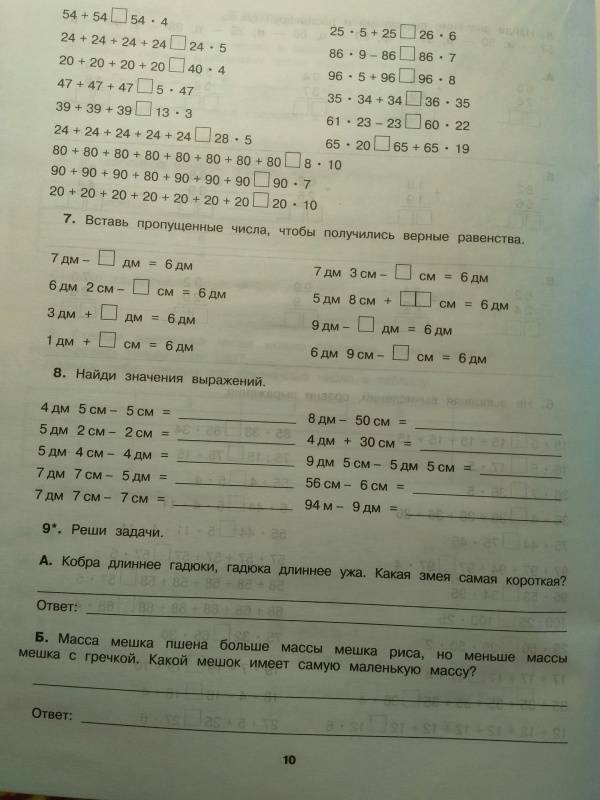 54 + 54 □ 54 · 4
24 + 24 + 24 + 24 □ 24 · 5
20 + 20 + 20 + 20 □ 40 · 4
47 + 47 + 47 □ 5 · 47
39 + 39 + 39 □ 13 · 3
24 + 24 + 24 + 24 + 24 □ 28 · 5
80 + 80 + 80 + 80 + 80 + 80 + 80 + 80 □ 8 · 10
90 + 90 + 90 + 80 + 90 + 90 + 90 □ 90 · 7
20 + 20 + 20 + 20 + 20 + 20 + 20 □ 20 · 10
25 · 5 + 25 □ 26 · 6
86 · 9 – 86 □ 86 · 7
96 · 5 + 96 □ 96 · 8
35 · 34 + 34 □ 36 · 35
61 · 23 – 23 □ 60 · 22
65 · 20 □ 65 + 65 · 19
7. Вставь пропущенные числа, чтобы получились верные равенства.
7 дм – □ дм = 6 дм
6 дм 2 см – □ см = 6 дм
3 дм + □ дм = 6 дм
1 дм + □ см = 6 дм
7 дм 3 см – □ см = 6 дм
5 дм 8 см + □□ см = 6 дм
9 дм – □ дм = 6 дм
6 дм 9 см – □ см = 6 дм
8. Найди значения выражений.
4 дм 5 см – 5 см =
5 дм 2 см – 2 см =
5 дм 4 см – 4 дм =
7 дм 7 см – 5 дм =
7 дм 7 см – 7 см =
8 дм – 50 см =
4 дм + 30 см =
9 дм 5 см – 5 дм 5 см =
56 см – 6 см =
94 м – 9 дм =
9*. Реши задачи.
А. Кобра длиннее гадюки, гадюка длиннее ужа. Какая змея самая короткая?
Ответ:
Б. Масса мешка пшена больше массы мешка риса, но меньше массы
мешка с гречкой. Какой мешок имеет самую маленькую массу?
Ответ:
10